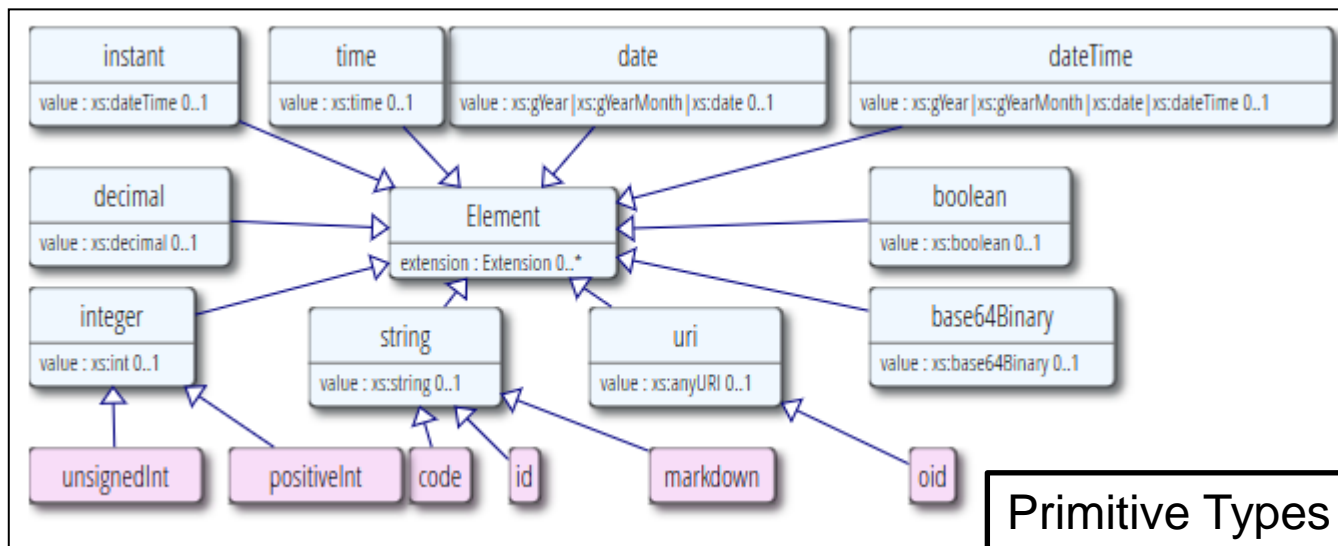 instant
value : xs:dateTime 0..1
time
value : xs:time 0..1
date
value : xs:gYear|xs:gYearMonth|xs:date 0..1
dateTime
value : xs:gYear|xs:gYearMonth|xs:date|xs:dateTime 0..1
decimal
value : xs:decimal 0..1
Element
extension : Extension 0..*
boolean
value : xs:boolean 0..1
integer
value : xs:int 0..1
string
value : xs:string 0..1
uri
value : xs:anyURI 0..1
base64Binary
value : xs:base64Binary 0..1
unsignedInt
positiveInt
code
id
markdown
oid
Primitive Types